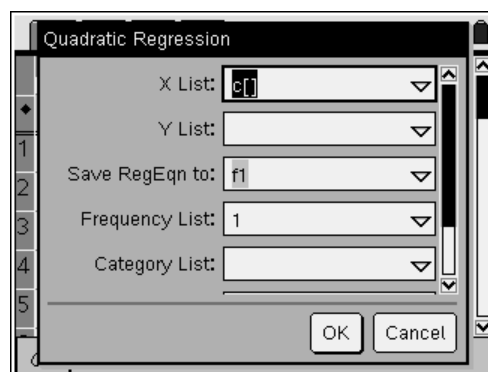 Quadratic Regression
X List: c[]
Y List:
Save RegEqn to: f1
Frequency List: 1
Category List:
OK Cancel
1
2
3
4
5